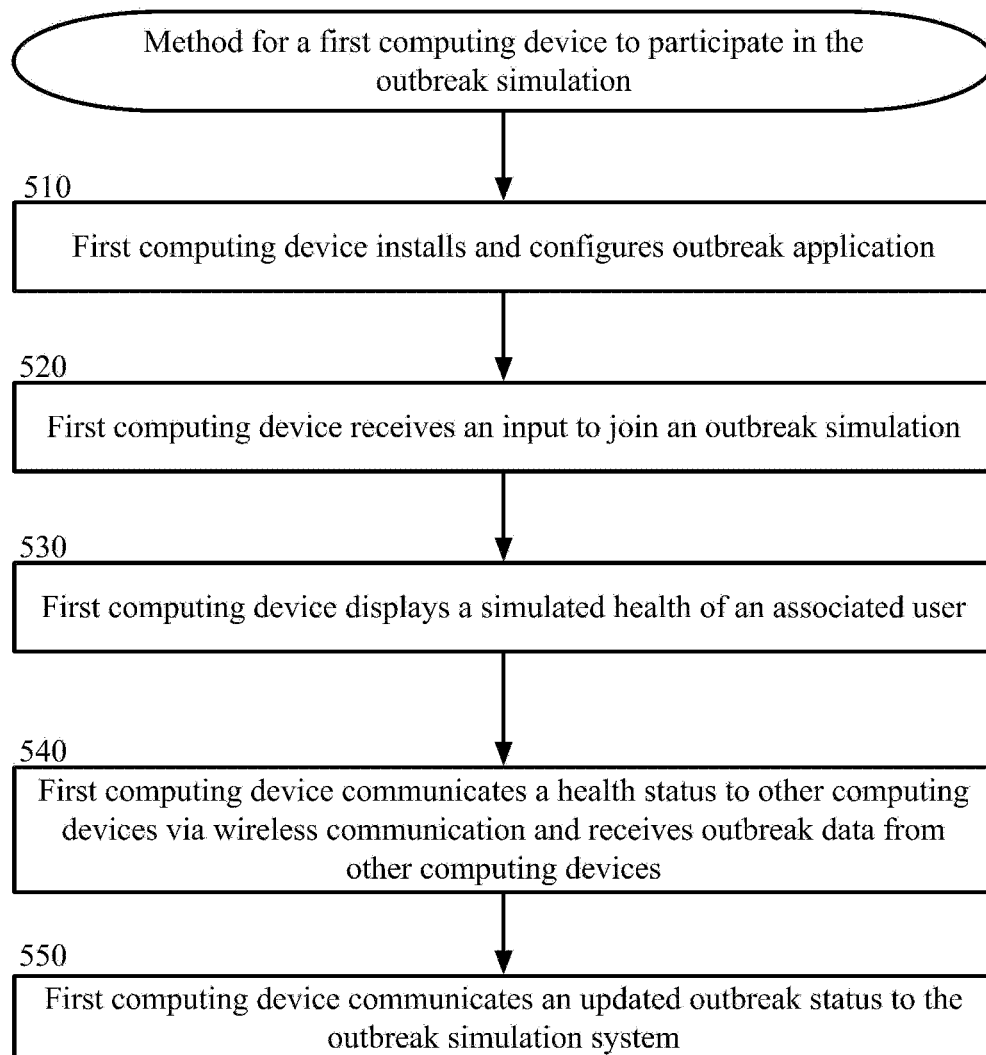 Method for a first computing device to participate in the
outbreak simulation
510
First computing device installs and configures outbreak application
520
First computing device receives an input to join an outbreak simulation
530
First computing device displays a simulated health of an associated user
540
First computing device communicates a health status to other computing
devices via wireless communication and receives outbreak data from
other computing devices
550
First computing device communicates an updated outbreak status to the
outbreak simulation system